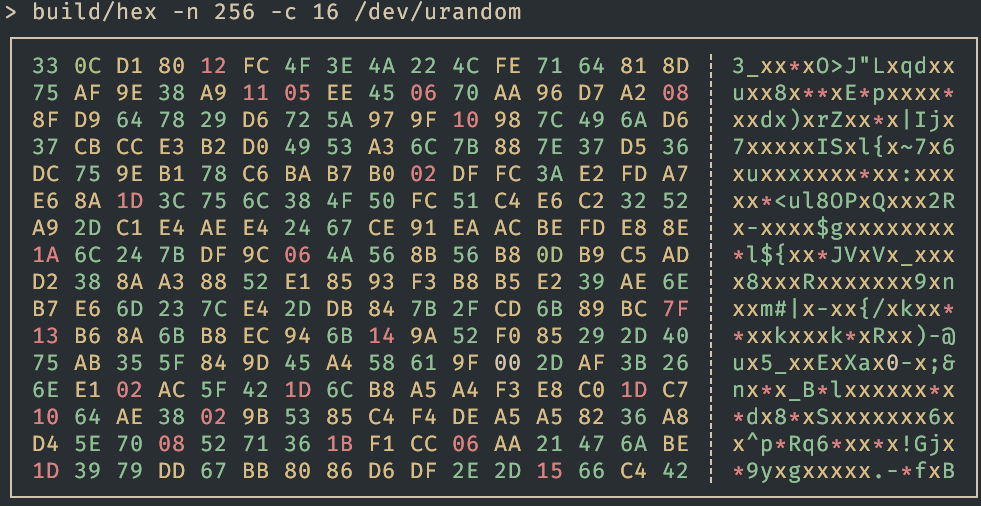 > build/hex -n 256 -c 16 /dev/urandom
33 0C D1 80 12 FC 4F 3E 4A 22 4C FE 71 64 81 8D 3_xx*xO>J"Lxqdxx
75 AF 9E 38 A9 11 05 EE 45 06 70 AA 96 D7 A2 08 uxx8x**xE*pxxxx*
8F D9 64 78 29 D6 72 5A 97 9F 10 98 7C 49 6A D6 xxdx)xrZxx*x|Ijx
37 CB CC E3 B2 D0 49 53 A3 6C 7B 88 7E 37 D5 36 7xxxxxISxl{x~7x6
DC 75 9E B1 78 C6 BA B7 B0 02 DF FC 3A E2 FD A7 xuxxxxxxx*xx:xxx
E6 8A 1D 3C 75 6C 38 4F 50 FC 51 C4 E6 C2 32 52 xx*<ul8OPxQxxx2R
A9 2D C1 E4 AE E4 24 67 CE 91 EA AC BE FD E8 8E x-xxxx$gxxxxxxxx
1A 6C 24 7B DF 9C 06 4A 56 8B 56 B8 0D B9 C5 AD *l${xx*JVxVx_xxx
D2 38 8A A3 88 52 E1 85 93 F3 B8 B5 E2 39 AE 6E x8xxxRxxxxxxx9xn
B7 E6 6D 23 7C E4 2D DB 84 7B 2F CD 6B 89 BC 7F xxm#|x-xx{/xkxx*
13 B6 8A 6B B8 EC 94 6B 14 9A 52 F0 85 29 2D 40 *xxkxxxk*xRxx)-@
75 AB 35 5F 84 9D 45 A4 58 61 9F 00 2D AF 3B 26 ux5_xxExXax0-x;&
6E E1 02 AC 5F 42 1D 6C B8 A5 A4 F3 E8 C0 1D C7 nx*x_B*lxxxxxx*x
10 64 AE 38 02 9B 53 85 C4 F4 DE A5 A5 82 36 A8 *dx8*xSxxxxxxx6x
D4 5E 70 08 52 71 36 1B F1 CC 06 AA 21 47 6A BE x^p*Rq6*xx*x!Gjx
1D 39 79 DD 67 BB 80 86 D6 DF 2E 2D 15 66 C4 42 *9yxgxxxxx.-*fxB